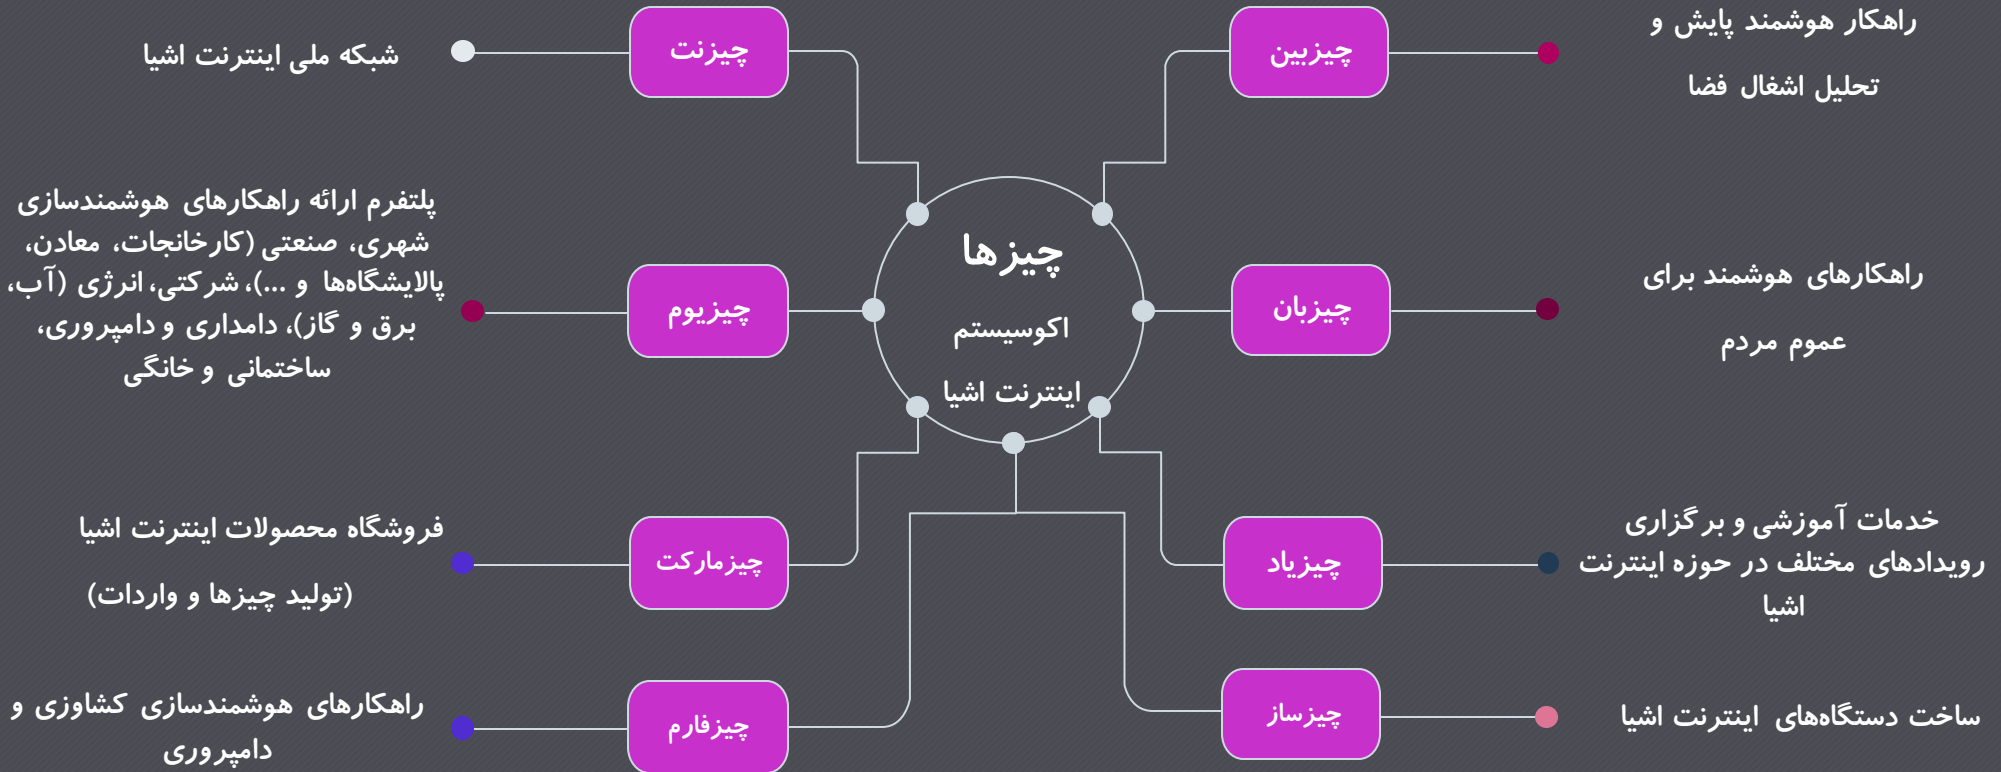 چیزها
اکوسیستم
اینترنت اشیا
چیزبین
راهکار هوشمند پایش و
تحلیل اشغال فضا
چیزبان
راهکارهای هوشمند برای
عموم مردم
چیزیاد
خدمات آموزشی و برگزاری
رویدادهای مختلف در حوزه اینترنت
اشیا
چیزساز
ساخت دستگاه‌های اینترنت اشیا
چیزنت
شبکه ملی اینترنت اشیا
چیزیوم
پلتفرم ارائه راهکارهای هوشمندسازی
شهری، صنعتی (کارخانجات، معادن،
پالایشگاه‌ها و ...)، شرکتی، انرژی (آب،
برق و گاز)، دامداری و دامپروری،
ساختمانی و خانگی
چیزمارکت
فروشگاه محصولات اینترنت اشیا
(تولید چیزها و واردات)
چیزفارم
راهکارهای هوشمندسازی کشاوزی و
دامپروری